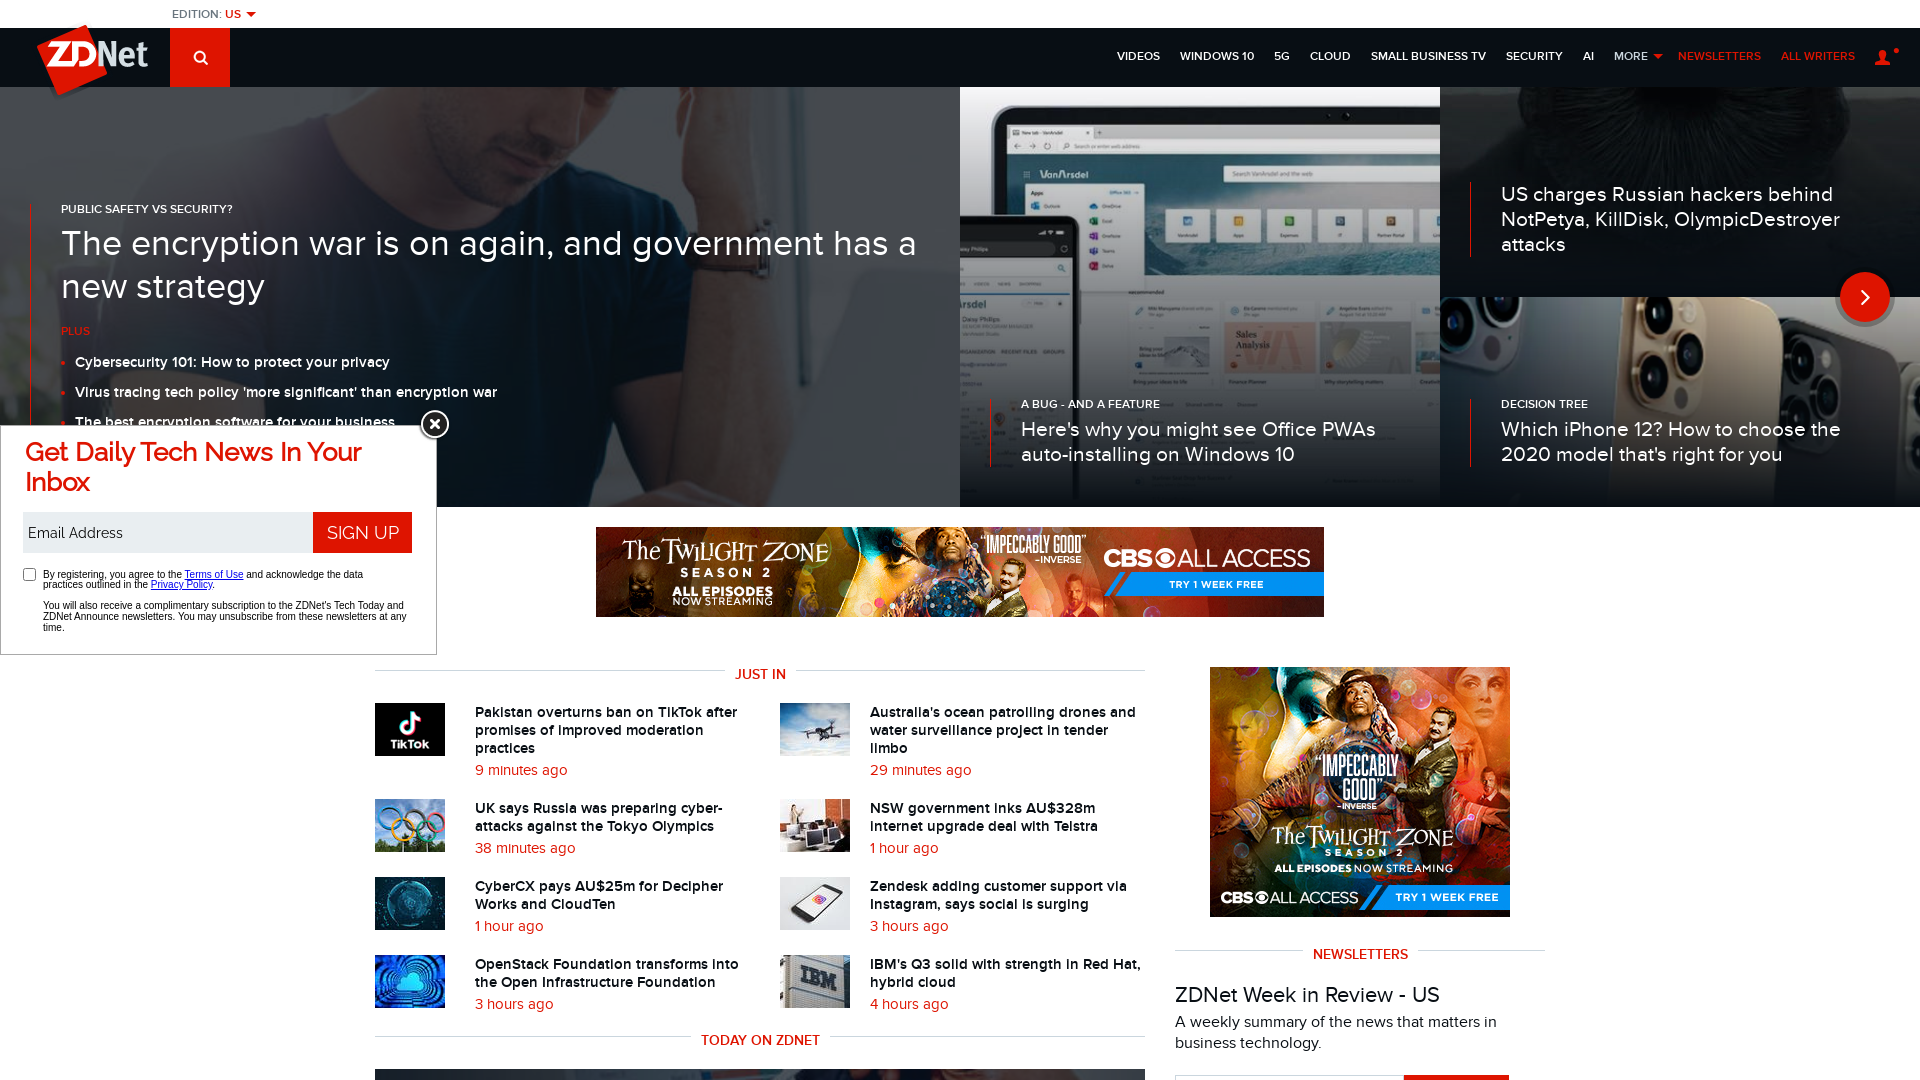 EDITION: US
ZDNet
VIDEOS WINDOWS 10 5G CLOUD SMALL BUSINESS TV SECURITY AI MORE NEWSLETTERS ALL WRITERS
PUBLIC SAFETY VS SECURITY?
The encryption war is on again, and government has a
new strategy
PLUS
Cybersecurity 101: How to protect your privacy
Virus tracing tech policy 'more significant' than encryption war
The best encryption software for your business
VanArsdel
Search VanArsdel and the web
Sales
Analysis
A BUG - AND A FEATURE
Here's why you might see Office PWAs
auto-installing on Windows 10
US charges Russian hackers behind
NotPetya, KillDisk, OlympicDestroyer
attacks
DECISION TREE
Which iPhone 12? How to choose the
2020 model that's right for you
Get Daily Tech News In Your
Inbox
Email Address
SIGN UP
By registering, you agree to the Terms of Use and acknowledge the data
practices outlined in the Privacy Policy.
You will also receive a complimentary subscription to the ZDNet's Tech Today and
ZDNet Announce newsletters. You may unsubscribe from these newsletters at any
time.
The TWILIGHT ZONE
SEASON 2
ALL EPISODES
NOW STREAMING
"IMPECCABLY GOOD"
–INVERSE
CBS ALL ACCESS
TRY 1 WEEK FREE
JUST IN
TikTok
Pakistan overturns ban on TikTok after
promises of improved moderation
practices
9 minutes ago
Australia's ocean patrolling drones and
water surveillance project in tender
limbo
29 minutes ago
UK says Russia was preparing cyber-
attacks against the Tokyo Olympics
38 minutes ago
NSW government inks AU$328m
internet upgrade deal with Telstra
1 hour ago
CyberCX pays AU$25m for Decipher
Works and CloudTen
1 hour ago
Zendesk adding customer support via
Instagram, says social is surging
3 hours ago
OpenStack Foundation transforms into
the Open Infrastructure Foundation
3 hours ago
IBM
IBM's Q3 solid with strength in Red Hat,
hybrid cloud
4 hours ago
TODAY ON ZDNET
"IMPECCABLY
GOOD"
–INVERSE
The TWILIGHT ZONE
SEASON 2
ALL EPISODES NOW STREAMING
CBS ALL ACCESS
TRY 1 WEEK FREE
NEWSLETTERS
ZDNet Week in Review - US
A weekly summary of the news that matters in
business technology.